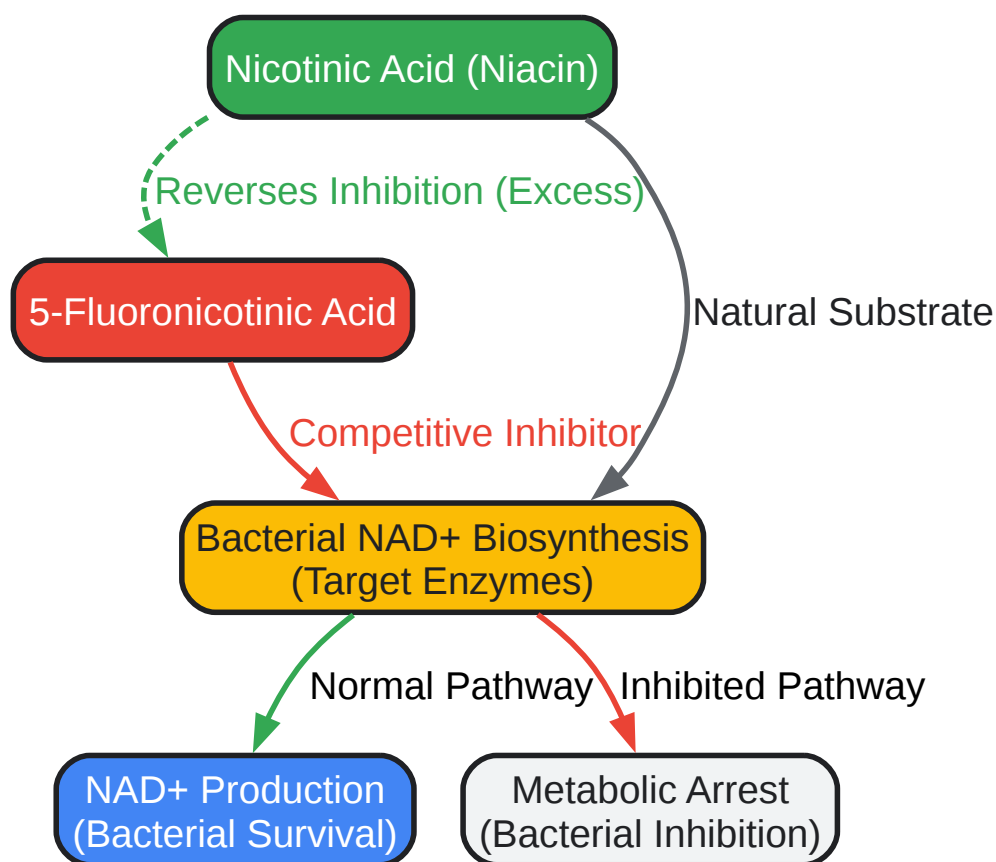 Nicotinic Acid (Niacin)
Reverses Inhibition (Excess)
5-Fluoronicotinic Acid
Natural Substrate
Competitive Inhibitor
Bacterial NAD+ Biosynthesis
(Target Enzymes)
Normal Pathway
Inhibited Pathway
NAD+ Production
(Bacterial Survival)
Metabolic Arrest
(Bacterial Inhibition)